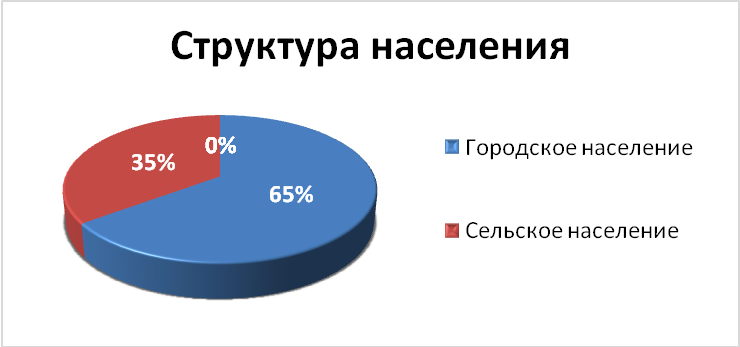 Структура населения
0%
35%
65%
Городское население
Сельское население